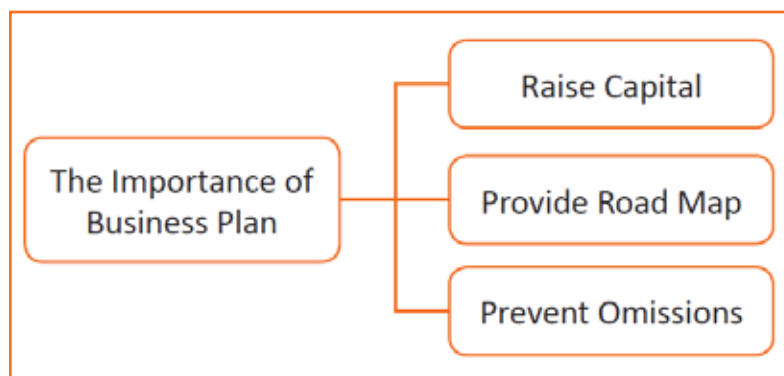 The Importance of
Business Plan
Raise Capital
Provide Road Map
Prevent Omissions